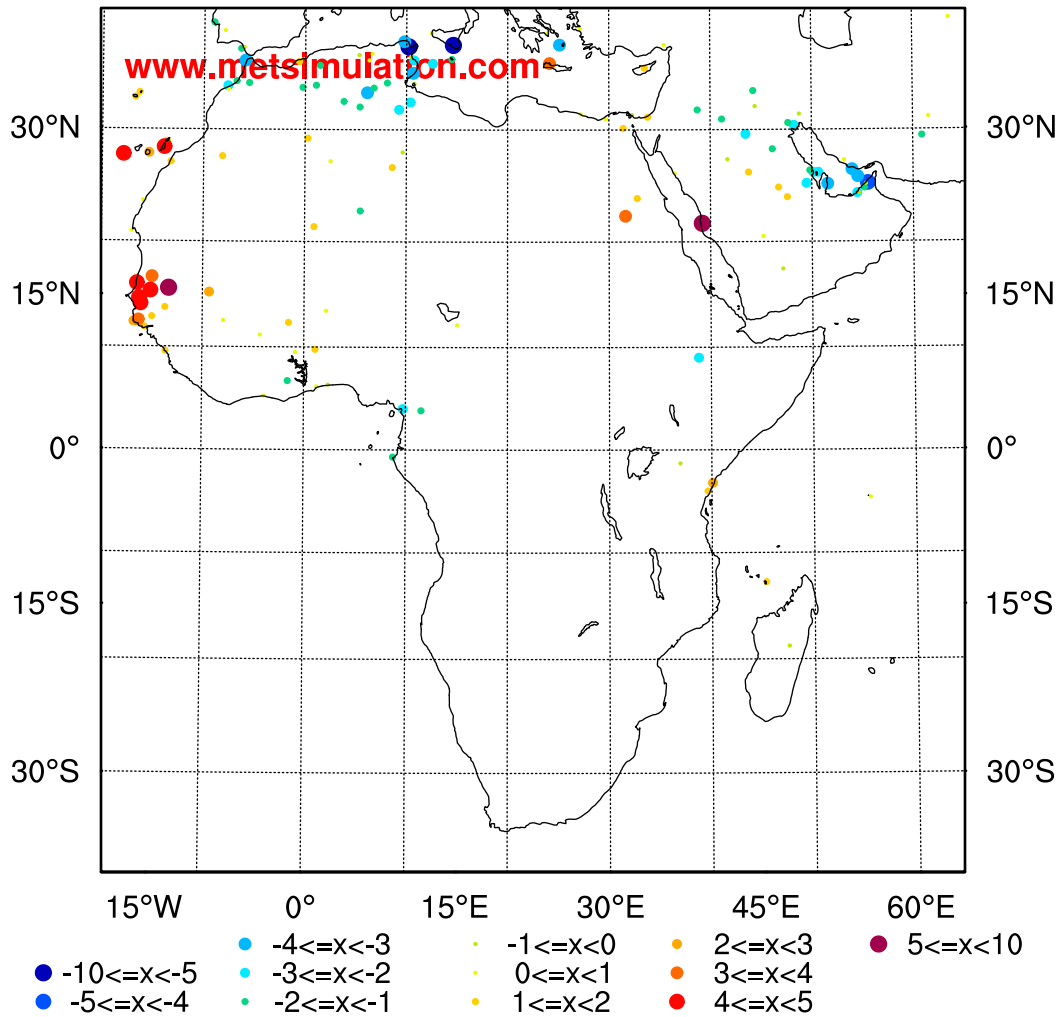 www.metsimulation.com
30°N 30°N
15°N 15°N
0° 0°
15°S 15°S
30°S 30°S
15°W 0° 15°E 30°E 45°E 60°E
-4<=x<-3 -1<=x<0 2<=x<3 5<=x<10
-10<=x<-5 -3<=x<-2 0<=x<1 3<=x<4
-5<=x<-4 -2<=x<-1 1<=x<2 4<=x<5